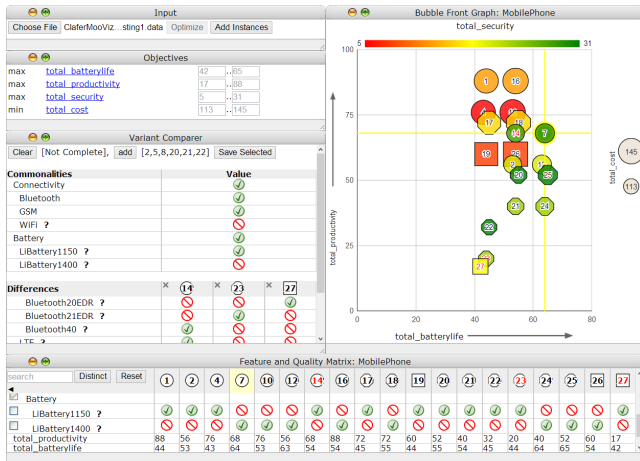 Input
Choose File ClaferMooViz...sting1.data Optimize Add Instances
Objectives
max total_batterylife 42 .. 65
max total_productivity 17 .. 88
max total_security 5 .. 31
min total_cost 113 .. 145
Variant Comparer
Clear [Not Complete], add [2,5,8,20,21,22] Save Selected
Commonalities Value
Connectivity
Bluetooth
GSM
WiFi ?
Battery
LiBattery1150 ?
LiBattery1400 ?
Differences × 14 × 23 × 27
Bluetooth20EDR ?
Bluetooth21EDR ?
Bluetooth40 ?
LTE ?
Bubble Front Graph: MobilePhone
total_security
5 31
100
75
50
25
0
0 20 40 60 80
total_productivity
total_batterylife
1 16
17 18
14 7
19
20 25
21 24
22
27
total_cost
145
113
Feature and Quality Matrix: MobilePhone
search Distinct Reset 1 2 4 7 10 12 14 16 17 18 19 20 21 22 23 24 25 26 27
Battery
LiBattery1150 ?
LiBattery1400 ?
total_productivity 88 56 76 68 76 56 68 88 72 72 60 52 40 32 20 40 52 60 17
total_batterylife 44 53 43 64 53 63 54 54 45 55 44 55 54 45 44 64 65 54 42